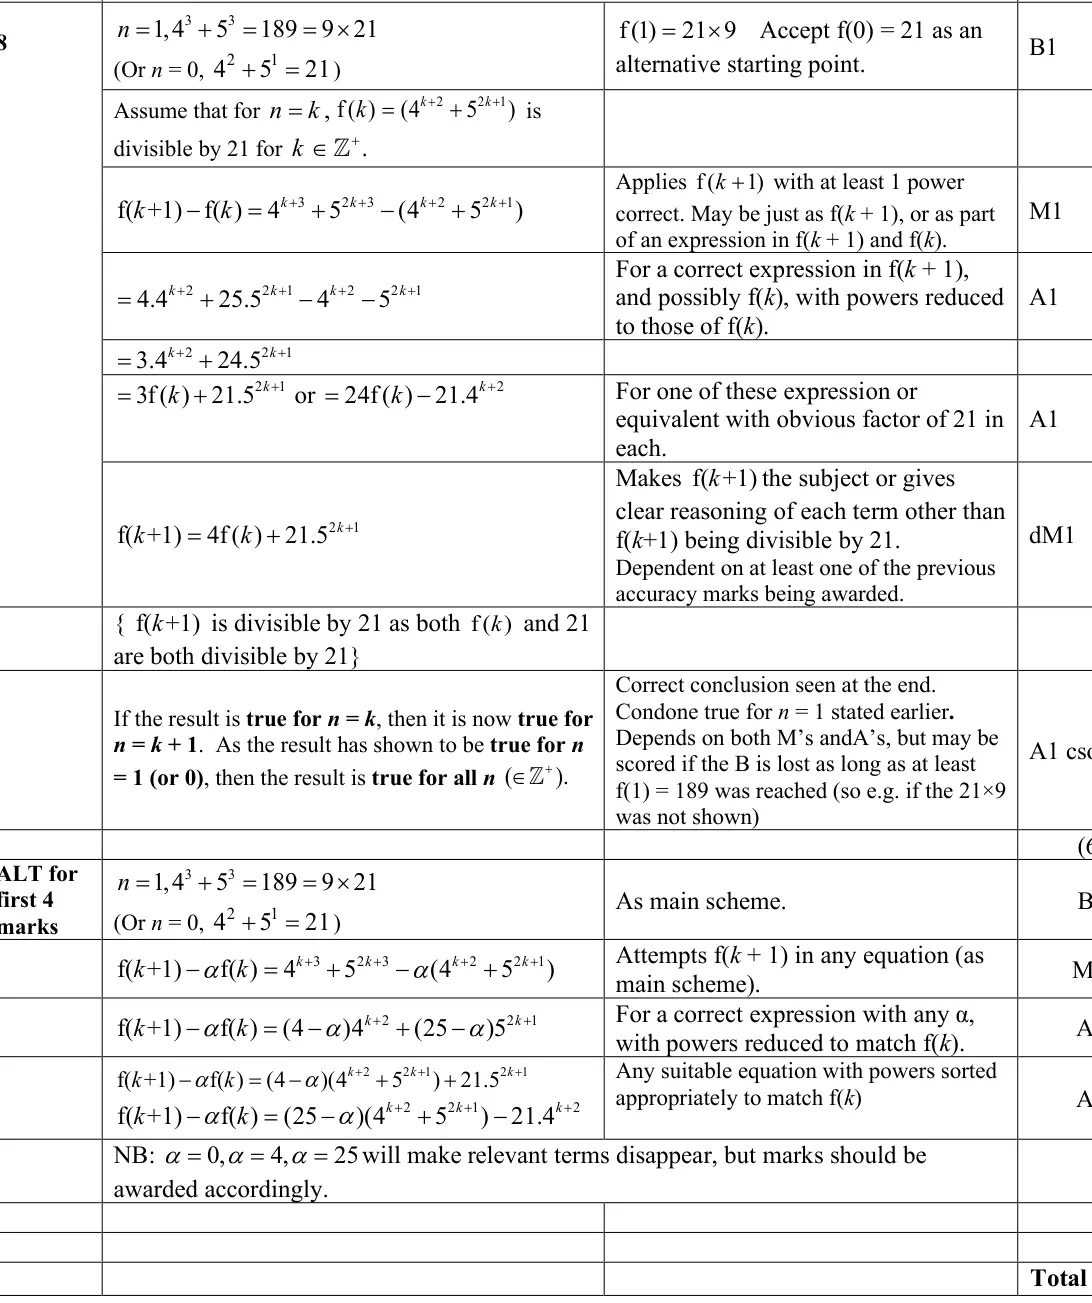 8
n = 1, 4³ + 5³ = 189 = 9 × 21
(Or n = 0, 4² + 5¹ = 21)
f(1) = 21 × 9 Accept f(0) = 21 as an
alternative starting point.
B1
Assume that for n = k, f(k) = (4^{k+2} + 5^{2k+1}) is
divisible by 21 for k ∈ ℤ⁺.
f(k+1) − f(k) = 4^{k+3} + 5^{2k+3} − (4^{k+2} + 5^{2k+1})
Applies f(k + 1) with at least 1 power
correct. May be just as f(k + 1), or as part
of an expression in f(k + 1) and f(k).
M1
= 4.4^{k+2} + 25.5^{2k+1} − 4^{k+2} − 5^{2k+1}
For a correct expression in f(k + 1),
and possibly f(k), with powers reduced
to those of f(k).
A1
= 3.4^{k+2} + 24.5^{2k+1}
= 3f(k) + 21.5^{2k+1} or = 24f(k) − 21.4^{k+2}
For one of these expression or
equivalent with obvious factor of 21 in
each.
A1
f(k+1) = 4f(k) + 21.5^{2k+1}
Makes f(k+1) the subject or gives
clear reasoning of each term other than
f(k+1) being divisible by 21.
Dependent on at least one of the previous
accuracy marks being awarded.
dM1
{ f(k+1) is divisible by 21 as both f(k) and 21
are both divisible by 21}
If the result is true for n = k, then it is now true for
n = k + 1. As the result has shown to be true for n
= 1 (or 0), then the result is true for all n (∈ ℤ⁺).
Correct conclusion seen at the end.
Condone true for n = 1 stated earlier.
Depends on both M's andA's, but may be
scored if the B is lost as long as at least
f(1) = 189 was reached (so e.g. if the 21×9
was not shown)
A1 cso
(6
ALT for
first 4
marks
n = 1, 4³ + 5³ = 189 = 9 × 21
(Or n = 0, 4² + 5¹ = 21)
As main scheme.
B
f(k+1) − αf(k) = 4^{k+3} + 5^{2k+3} − α(4^{k+2} + 5^{2k+1})
Attempts f(k + 1) in any equation (as
main scheme).
M
f(k+1) − αf(k) = (4 − α)4^{k+2} + (25 − α)5^{2k+1}
For a correct expression with any α,
with powers reduced to match f(k).
A
f(k+1) − αf(k) = (4 − α)(4^{k+2} + 5^{2k+1}) + 21.5^{2k+1}
f(k+1) − αf(k) = (25 − α)(4^{k+2} + 5^{2k+1}) − 21.4^{k+2}
Any suitable equation with powers sorted
appropriately to match f(k)
A
NB: α = 0, α = 4, α = 25 will make relevant terms disappear, but marks should be
awarded accordingly.
Total